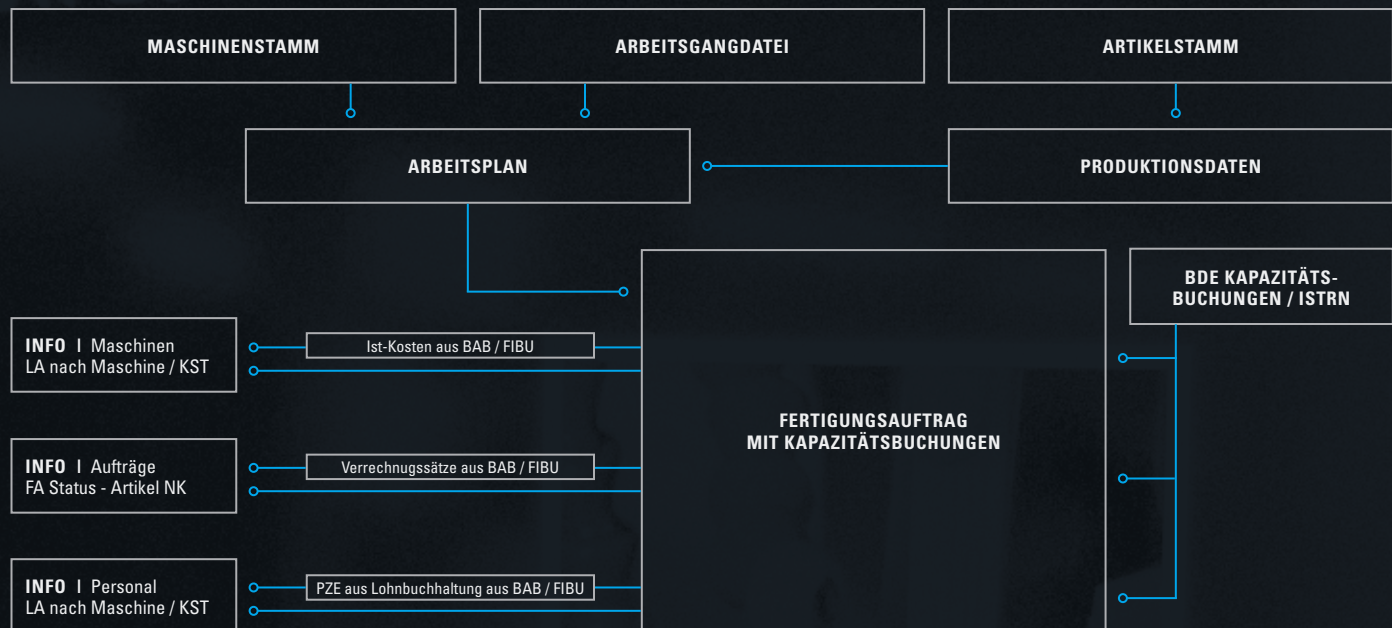 MASCHINENSTAMM
ARBEITSGANGDATEI
ARTIKELSTAMM
ARBEITSPLAN
PRODUKTIONSDATEN
BDE KAPAZITÄTS-
BUCHUNGEN / ISTRN
INFO | Maschinen
LA nach Maschine / KST
Ist-Kosten aus BAB / FIBU
FERTIGUNGSAUFTRAG
MIT KAPAZITÄTSBUCHUNGEN
INFO | Aufträge
FA Status - Artikel NK
Verrechnugssätze aus BAB / FIBU
INFO | Personal
LA nach Maschine / KST
PZE aus Lohnbuchhaltung aus BAB / FIBU